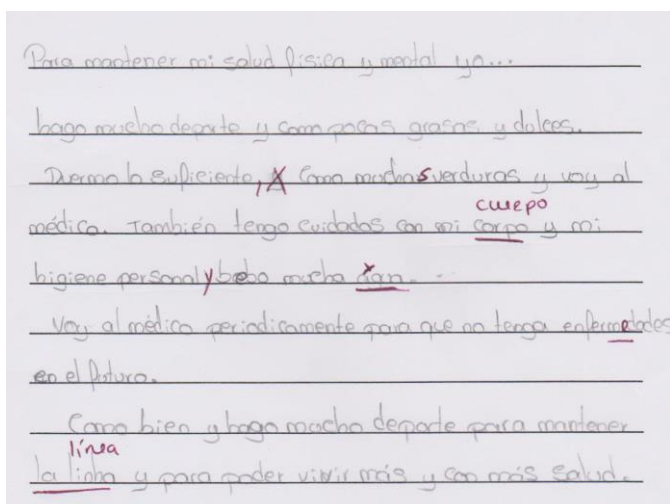 Para mantener mi salud física y mental yo...
hago mucho deporte y como pocas grasas y dulces.
Duermo lo suficiente, como muchas verduras y voy al
cuerpo
médico. También tengo cuidados con mi corpo y mi
higiene personal y bebo mucha
Voy al médico periodicamente para que no tenga enfermedades
en el futuro.
Como bien y hago mucho deporte para mantener
línea
la linha y para poder vivir más y con más salud.